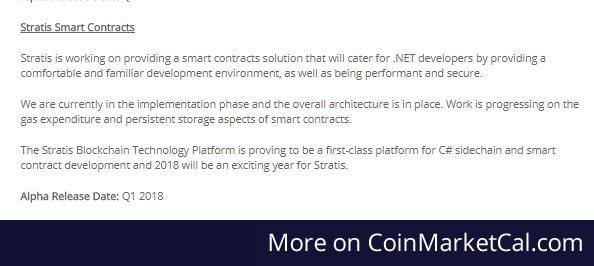 Stratis Smart Contracts
Stratis is working on providing a smart contracts solution that will cater for .NET developers by providing a
comfortable and familiar development environment, as well as being performant and secure.
We are currently in the implementation phase and the overall architecture is in place. Work is progressing on the
gas expenditure and persistent storage aspects of smart contracts.
The Stratis Blockchain Technology Platform is proving to be a first-class platform for C# sidechain and smart
contract development and 2018 will be an exciting year for Stratis.
Alpha Release Date: Q1 2018
More on CoinMarketCal.com